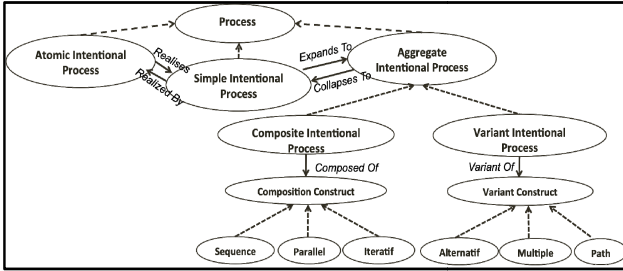 Process
Atomic Intentional
Process
Realises
Realized By
Simple Intentional
Process
Expands To
Collapses To
Aggregate
Intentional Process
Composite Intentional
Process
Variant Intentional
Process
Composed Of
Variant Of
Composition Construct
Variant Construct
Sequence
Parallel
Iteratif
Alternatif
Multiple
Path